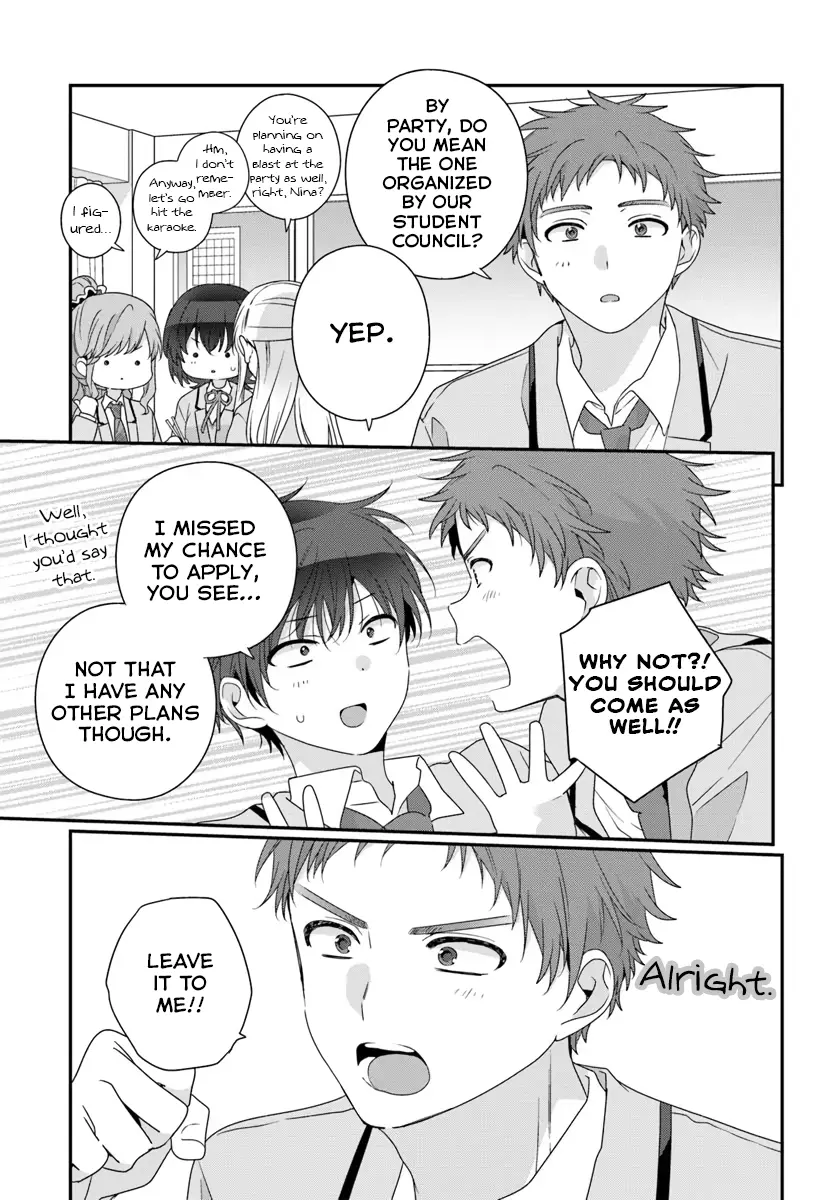 BY
PARTY, DO
YOU MEAN
THE ONE
ORGANIZED
BY OUR
STUDENT
COUNCIL?
YEP.
You're
planning on
having a
blast at the
party as well,
right, Nina?
Hm,
I don't
reme-
mber.
Anyway,
let's go
hit the
karaoke.
I fig-
ured...
WHY NOT?!
YOU SHOULD
COME AS
WELL!!
I MISSED
MY CHANCE
TO APPLY,
YOU SEE...
NOT THAT
I HAVE ANY
OTHER PLANS
THOUGH.
Well,
I thought
you'd say
that.
Alright.
LEAVE
IT TO
ME!!